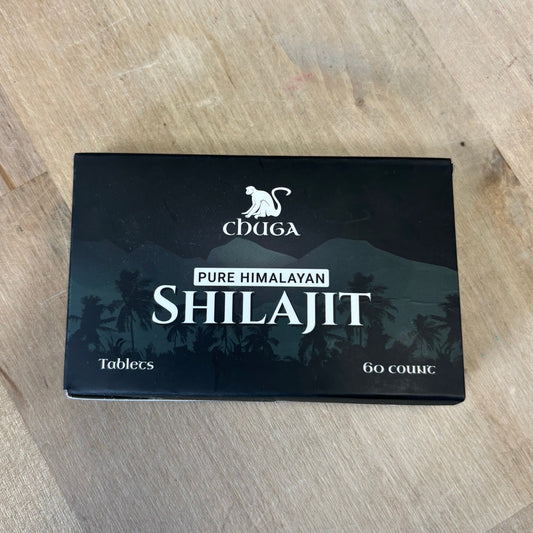 chuga
PURE HIMALAYAN
SHILAJIT
Tablets
60 count